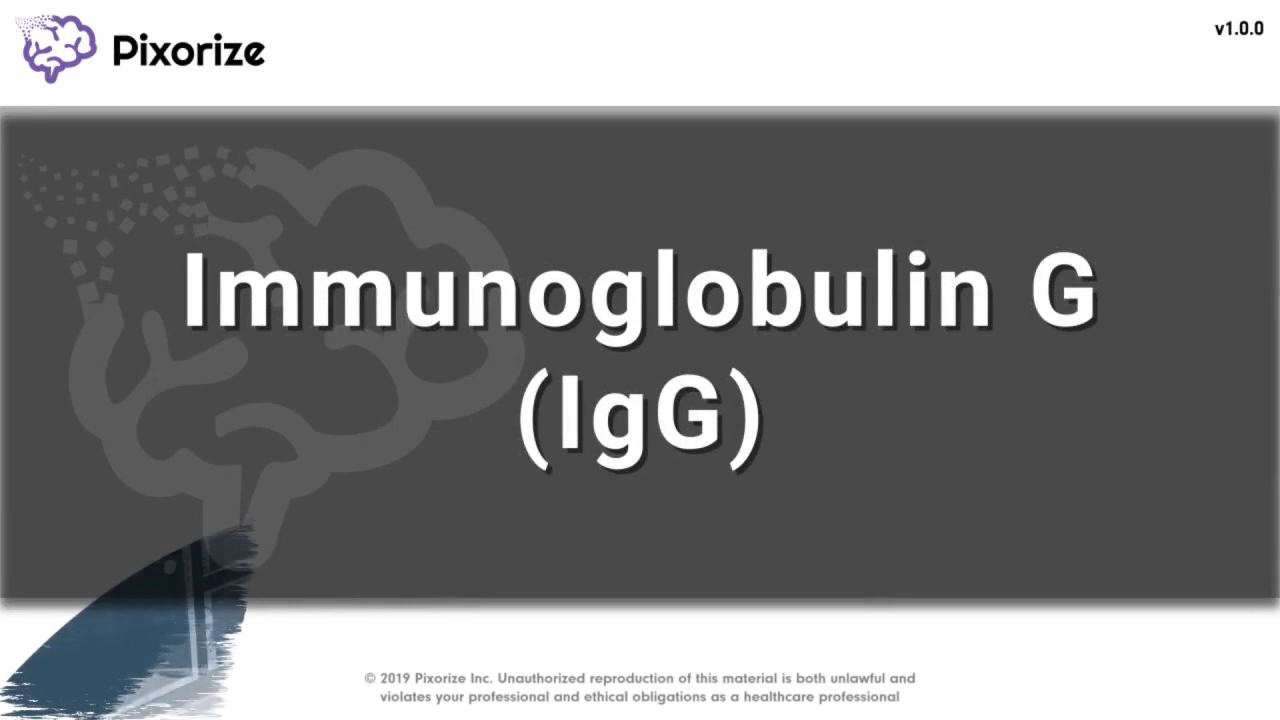 Pixorize
v1.0.0
Immunoglobulin G
(IgG)
© 2019 Pixorize Inc. Unauthorized reproduction of this material is both unlawful and
violates your professional and ethical obligations as a healthcare professional